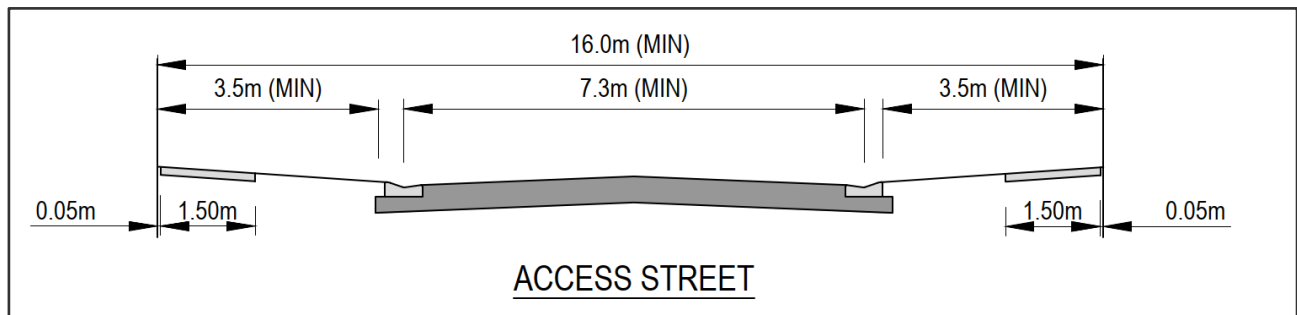 16.0m (MIN)
3.5m (MIN) 7.3m (MIN) 3.5m (MIN)
0.05m 1.50m 1.50m 0.05m
ACCESS STREET